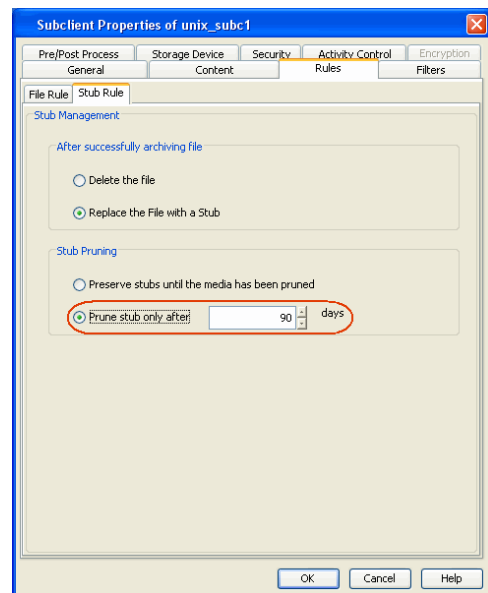 Subclient Properties of unix_subc1
Pre/Post Process Storage Device Security Activity Control Encryption
General Content Rules Filters
File Rule Stub Rule
Stub Management
After successfully archiving file
Delete the file
Replace the File with a Stub
Stub Pruning
Preserve stubs until the media has been pruned
Prune stub only after 90 days
OK Cancel Help